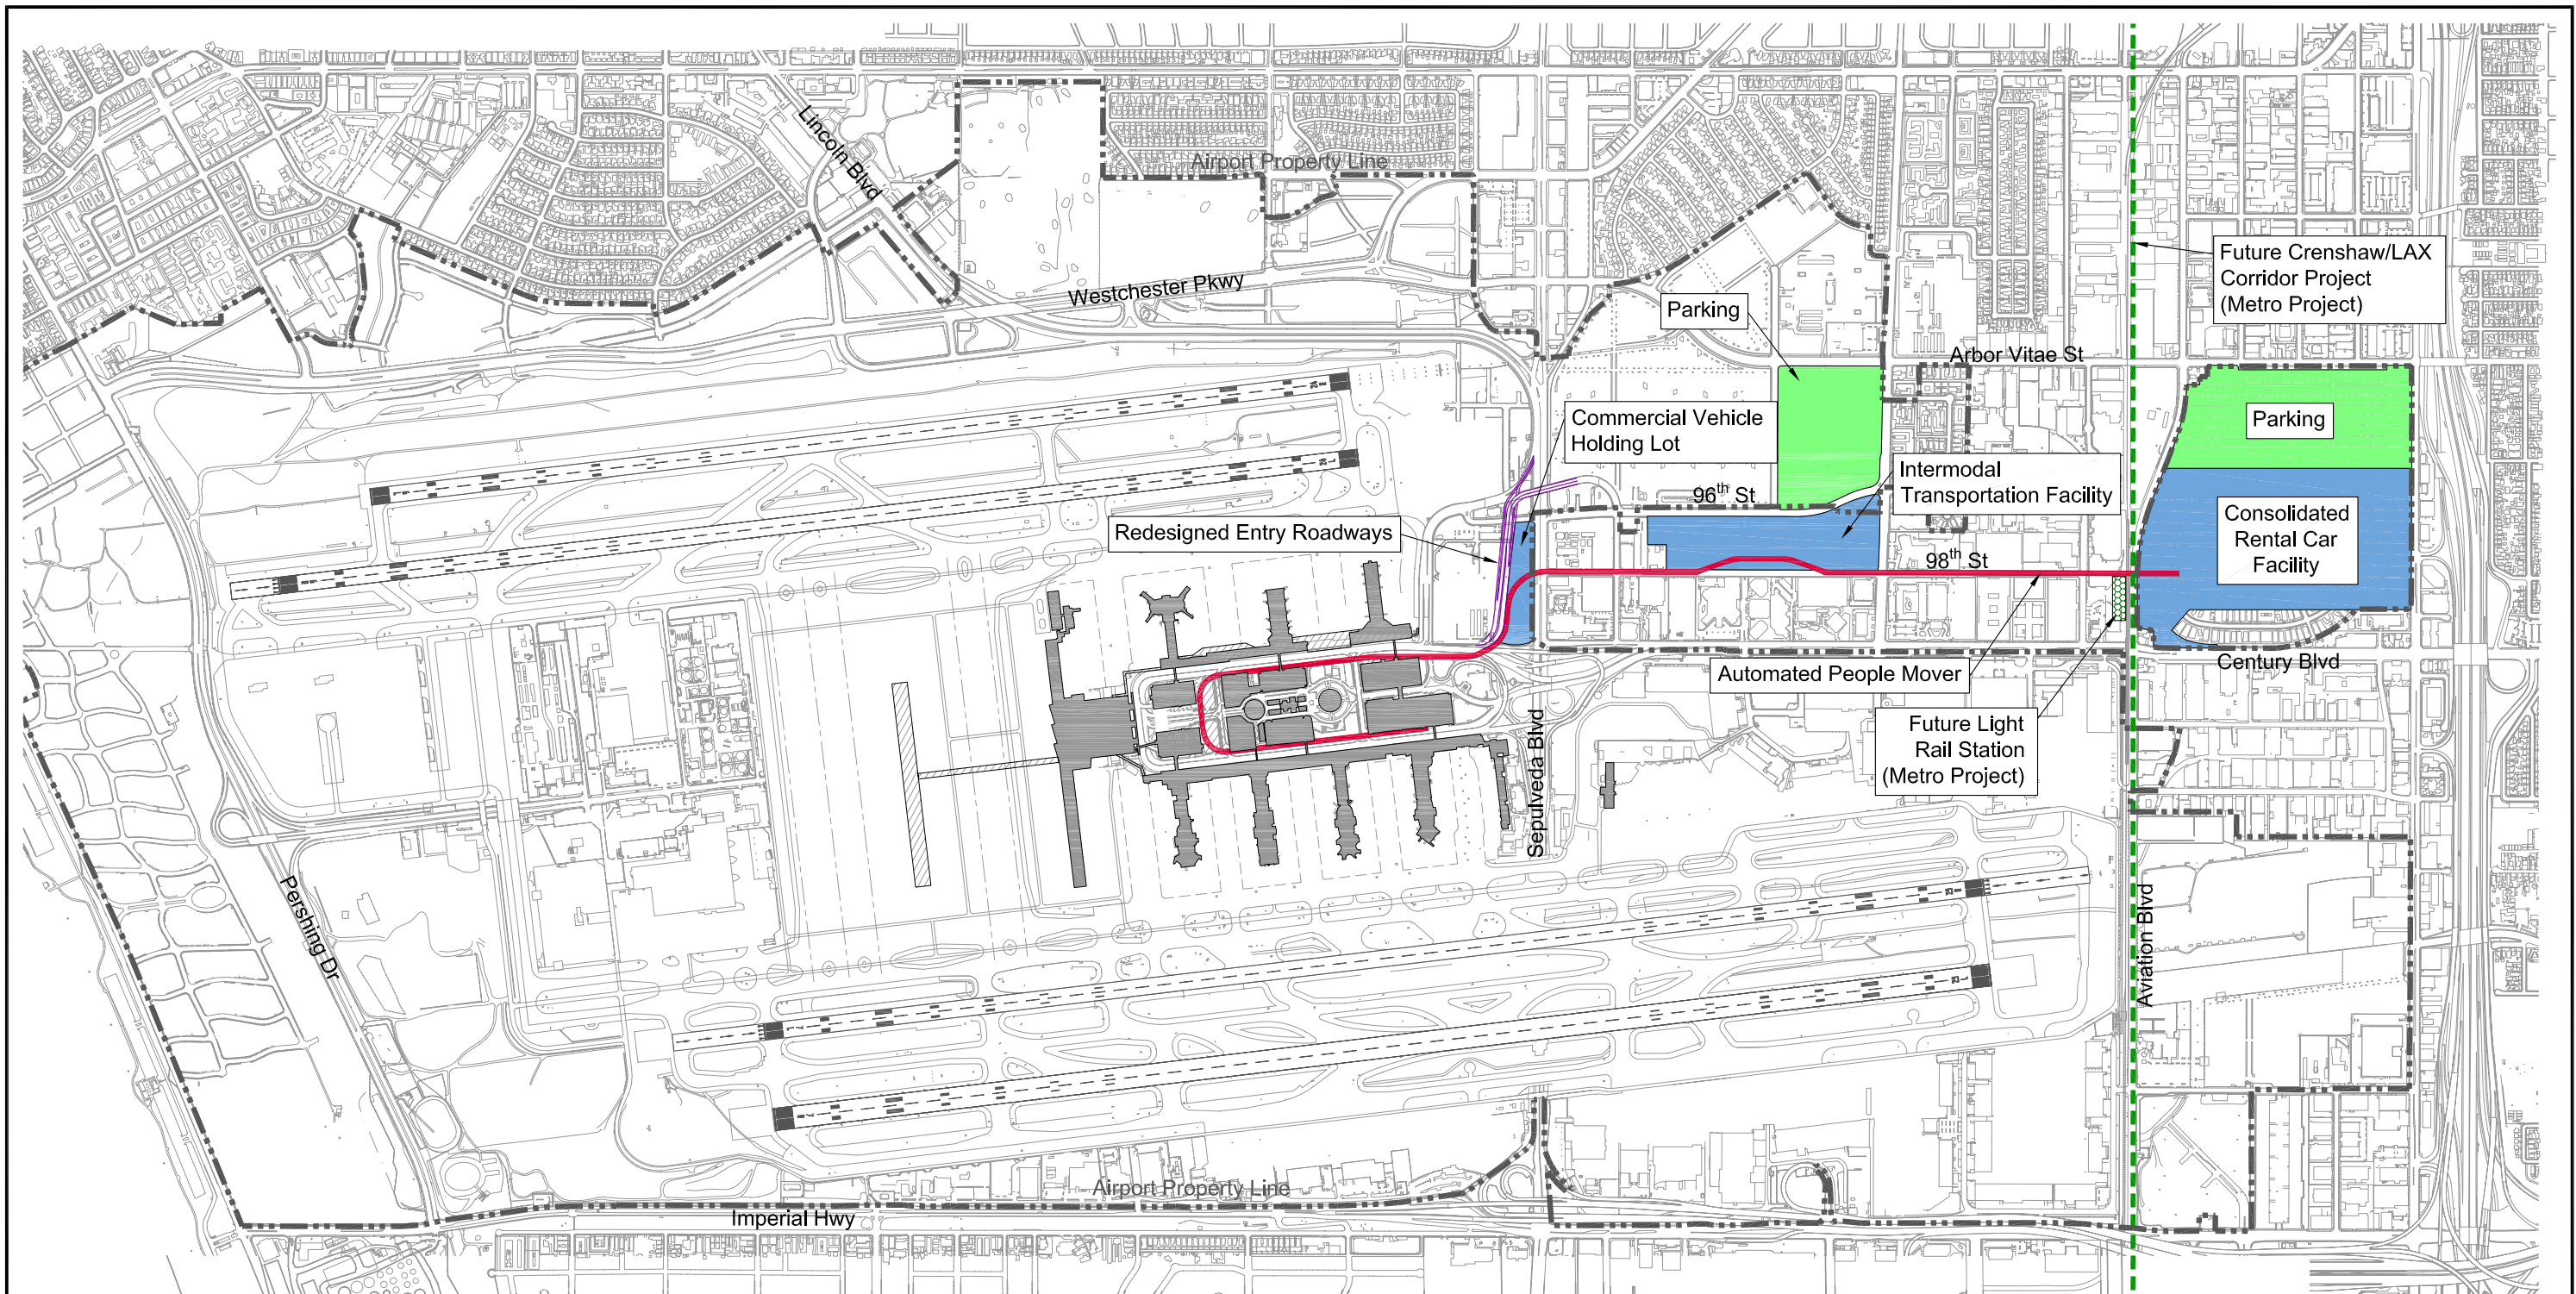 Lincoln Blvd
Airport Property Line
Westchester Pkwy
Future Crenshaw/LAX
Corridor Project
(Metro Project)
Parking
Arbor Vitae St
Commercial Vehicle
Holding Lot
Parking
Intermodal
Transportation Facility
96th St
Redesigned Entry Roadways
Consolidated
Rental Car
Facility
98th St
Century Blvd
Automated People Mover
Future Light
Rail Station
(Metro Project)
Sepulveda Blvd
Pershing Dr
Aviation Blvd
Airport Property Line
Imperial Hwy